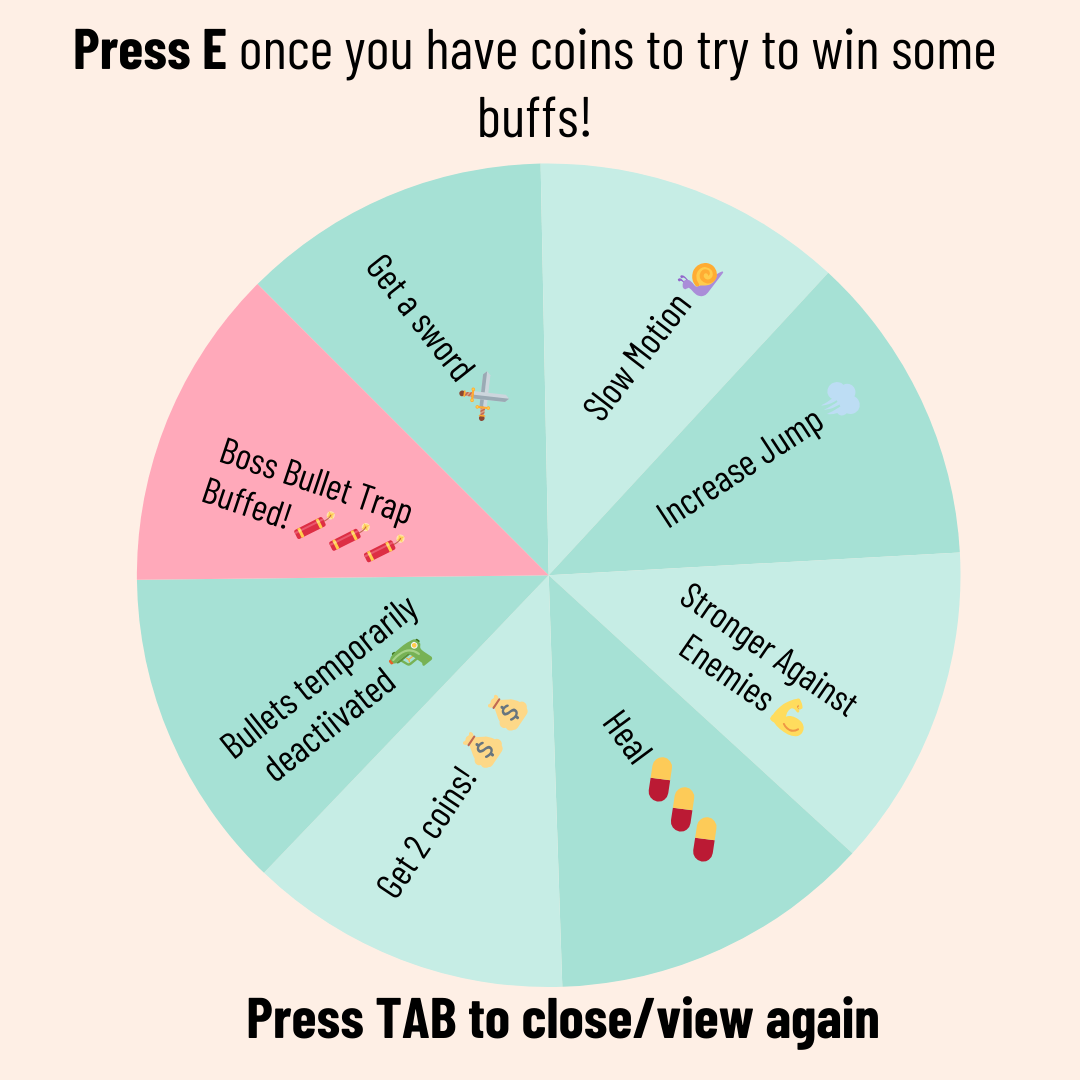 Press E once you have coins to try to win some
buffs!
Slow Motion 🐌
Increase Jump 💨
Stronger Against
Enemies 💪
Heal 💊💊💊
Get 2 coins! 💰💰
Bullets temporarily
deactiivated 🔫
Boss Bullet Trap
Buffed! 🧨🧨🧨
Get a sword ⚔️
Press TAB to close/view again